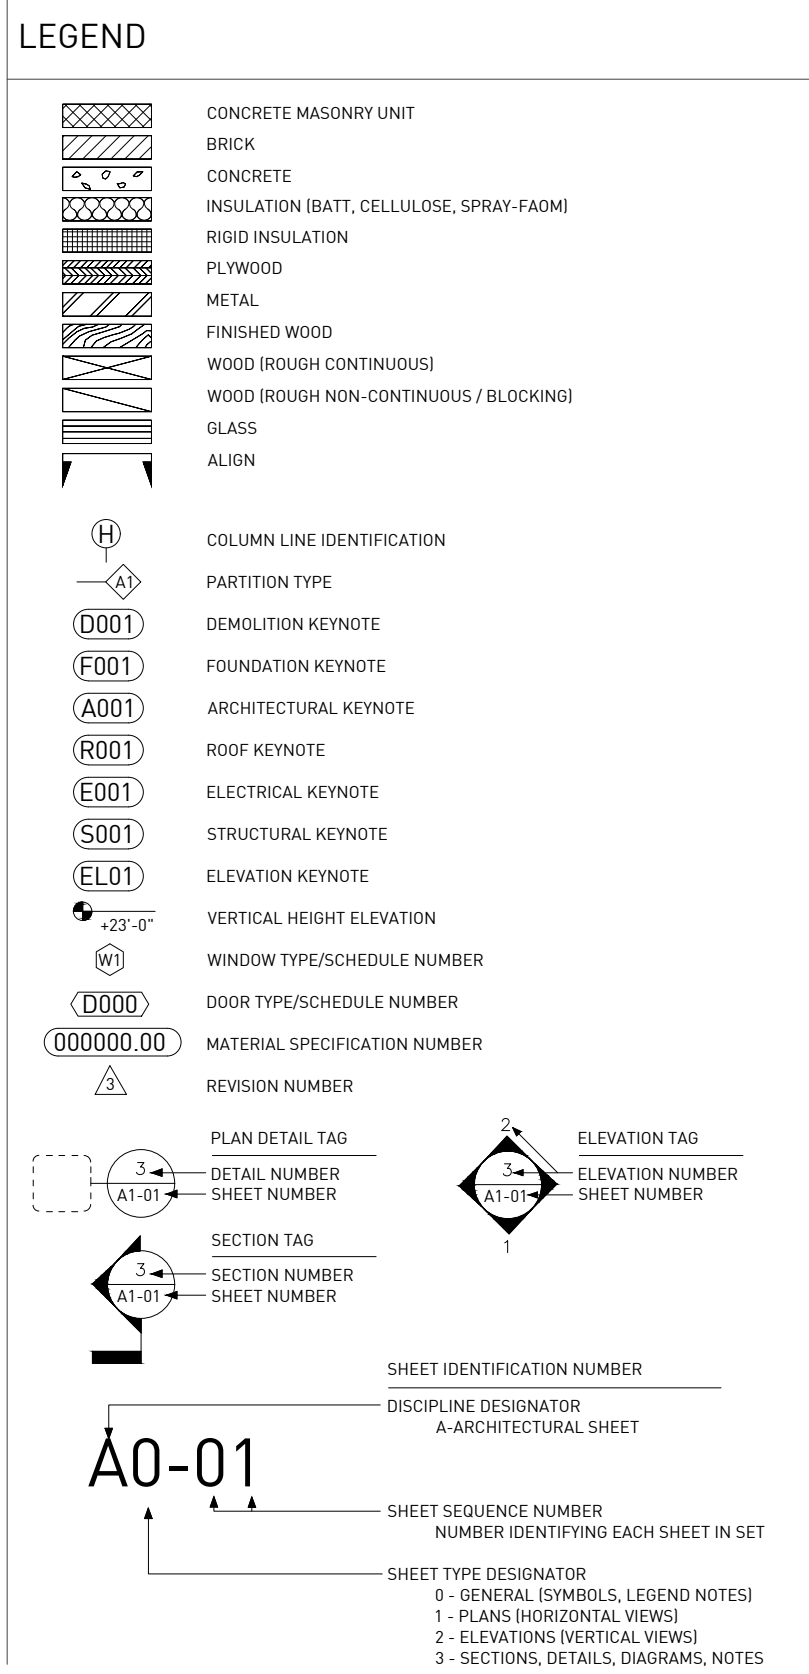 LEGEND
CONCRETE MASONRY UNIT
BRICK
CONCRETE
INSULATION (BATT, CELLULOSE, SPRAY-FAOM)
RIGID INSULATION
PLYWOOD
METAL
FINISHED WOOD
WOOD (ROUGH CONTINUOUS)
WOOD (ROUGH NON-CONTINUOUS / BLOCKING)
GLASS
ALIGN
H COLUMN LINE IDENTIFICATION
A1 PARTITION TYPE
D001 DEMOLITION KEYNOTE
F001 FOUNDATION KEYNOTE
A001 ARCHITECTURAL KEYNOTE
R001 ROOF KEYNOTE
E001 ELECTRICAL KEYNOTE
S001 STRUCTURAL KEYNOTE
EL01 ELEVATION KEYNOTE
+23'-0" VERTICAL HEIGHT ELEVATION
W1 WINDOW TYPE/SCHEDULE NUMBER
D000 DOOR TYPE/SCHEDULE NUMBER
000000.00 MATERIAL SPECIFICATION NUMBER
3 REVISION NUMBER
PLAN DETAIL TAG
3 DETAIL NUMBER
A1-01 SHEET NUMBER
2 ELEVATION TAG
3 ELEVATION NUMBER
A1-01 SHEET NUMBER
1
SECTION TAG
3 SECTION NUMBER
A1-01 SHEET NUMBER
SHEET IDENTIFICATION NUMBER
DISCIPLINE DESIGNATOR
A-ARCHITECTURAL SHEET
A0-01
SHEET SEQUENCE NUMBER
NUMBER IDENTIFYING EACH SHEET IN SET
SHEET TYPE DESIGNATOR
0 - GENERAL (SYMBOLS, LEGEND NOTES)
1 - PLANS (HORIZONTAL VIEWS)
2 - ELEVATIONS (VERTICAL VIEWS)
3 - SECTIONS, DETAILS, DIAGRAMS, NOTES